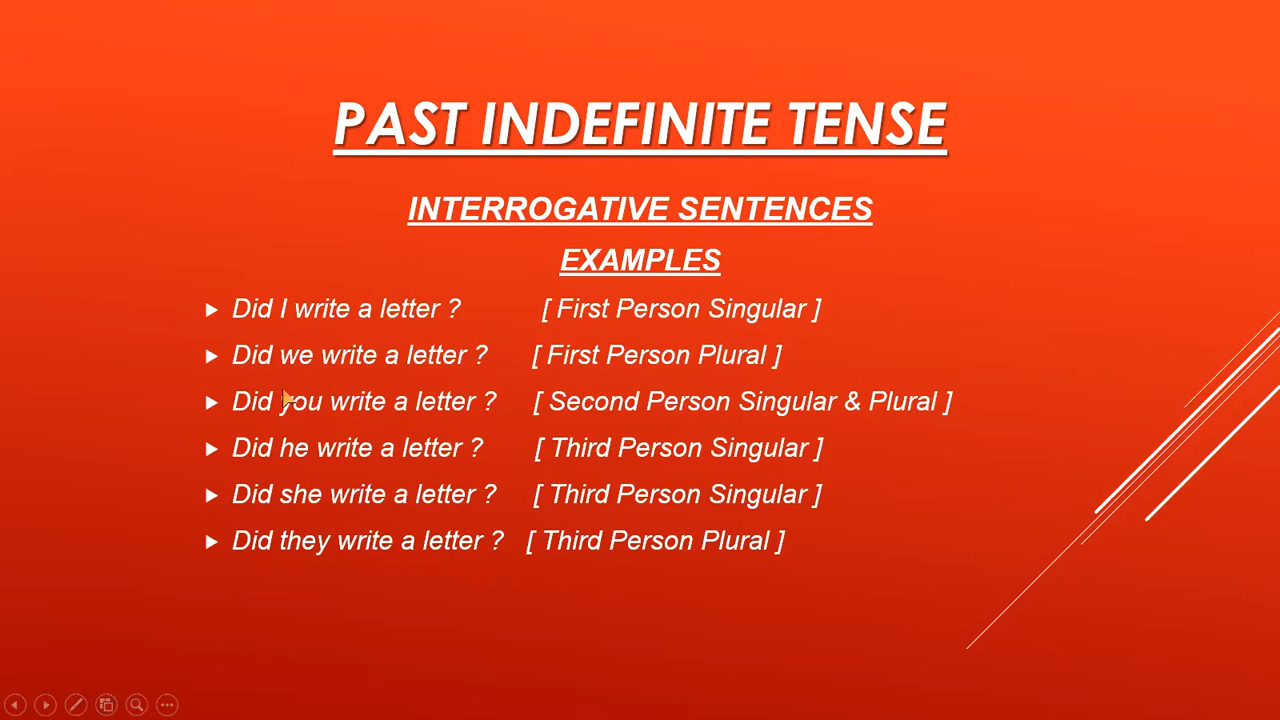 PAST INDEFINITE TENSE
INTERROGATIVE SENTENCES
EXAMPLES
Did I write a letter ? [ First Person Singular ]
Did we write a letter ? [ First Person Plural ]
Did you write a letter ? [ Second Person Singular & Plural ]
Did he write a letter ? [ Third Person Singular ]
Did she write a letter ? [ Third Person Singular ]
Did they write a letter ? [ Third Person Plural ]